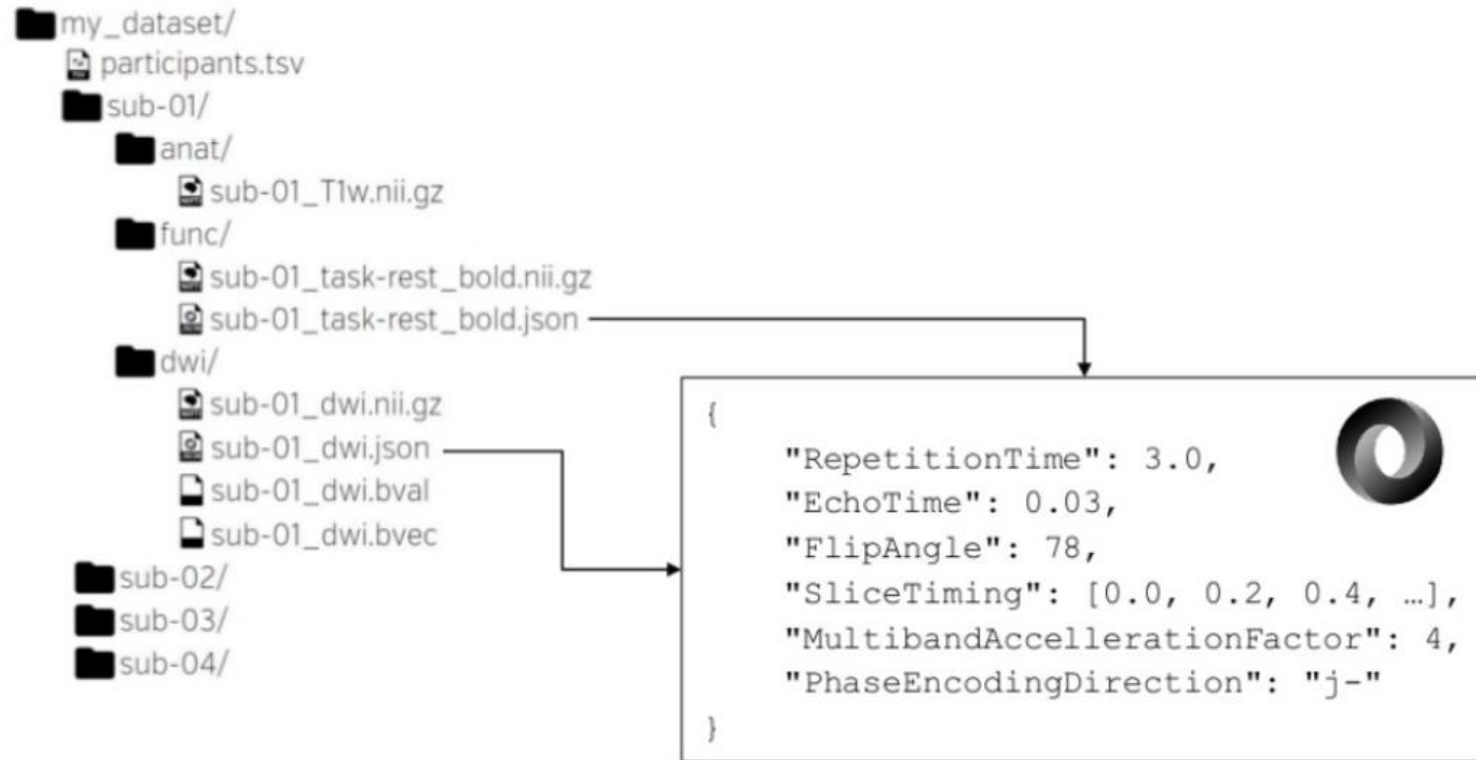 my_dataset/
participants.tsv
sub-01/
anat/
sub-01_T1w.nii.gz
func/
sub-01_task-rest_bold.nii.gz
sub-01_task-rest_bold.json
dwi/
sub-01_dwi.nii.gz
sub-01_dwi.json
sub-01_dwi.bval
sub-01_dwi.bvec
sub-02/
sub-03/
sub-04/
{
"RepetitionTime": 3.0,
"EchoTime": 0.03,
"FlipAngle": 78,
"SliceTiming": [0.0, 0.2, 0.4, …],
"MultibandAccellerationFactor": 4,
"PhaseEncodingDirection": "j-"
}